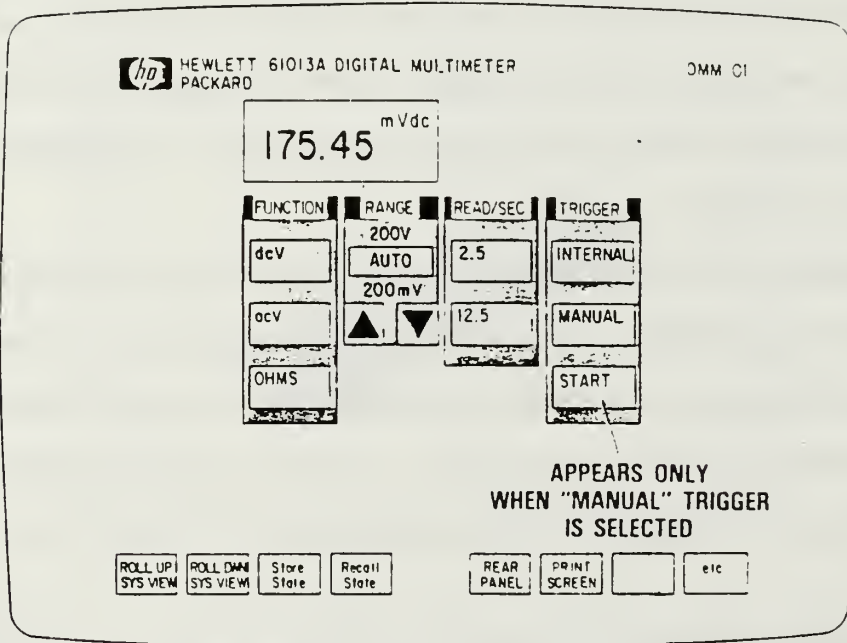 hp HEWLETT 61013A DIGITAL MULTIMETER
PACKARD
DMM C1
mVdc
175.45
FUNCTION RANGE READ/SEC TRIGGER
200V
dcV AUTO 2.5 INTERNAL
200mV
acV 12.5 MANUAL
OHMS START
APPEARS ONLY
WHEN "MANUAL" TRIGGER
IS SELECTED
ROLL UP ROLL DWN Store Recall REAR PRINT etc
SYS VIEW SYS VIEW State State PANEL SCREEN